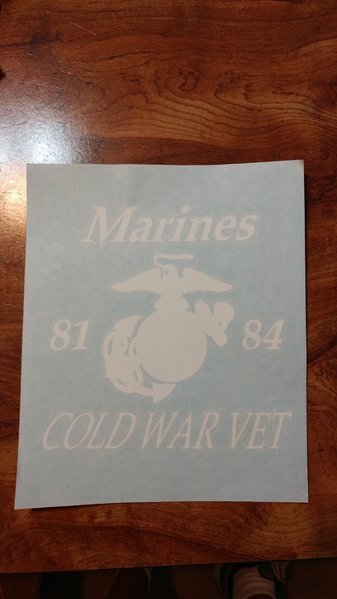 Marines
81 84
COLD WAR VET